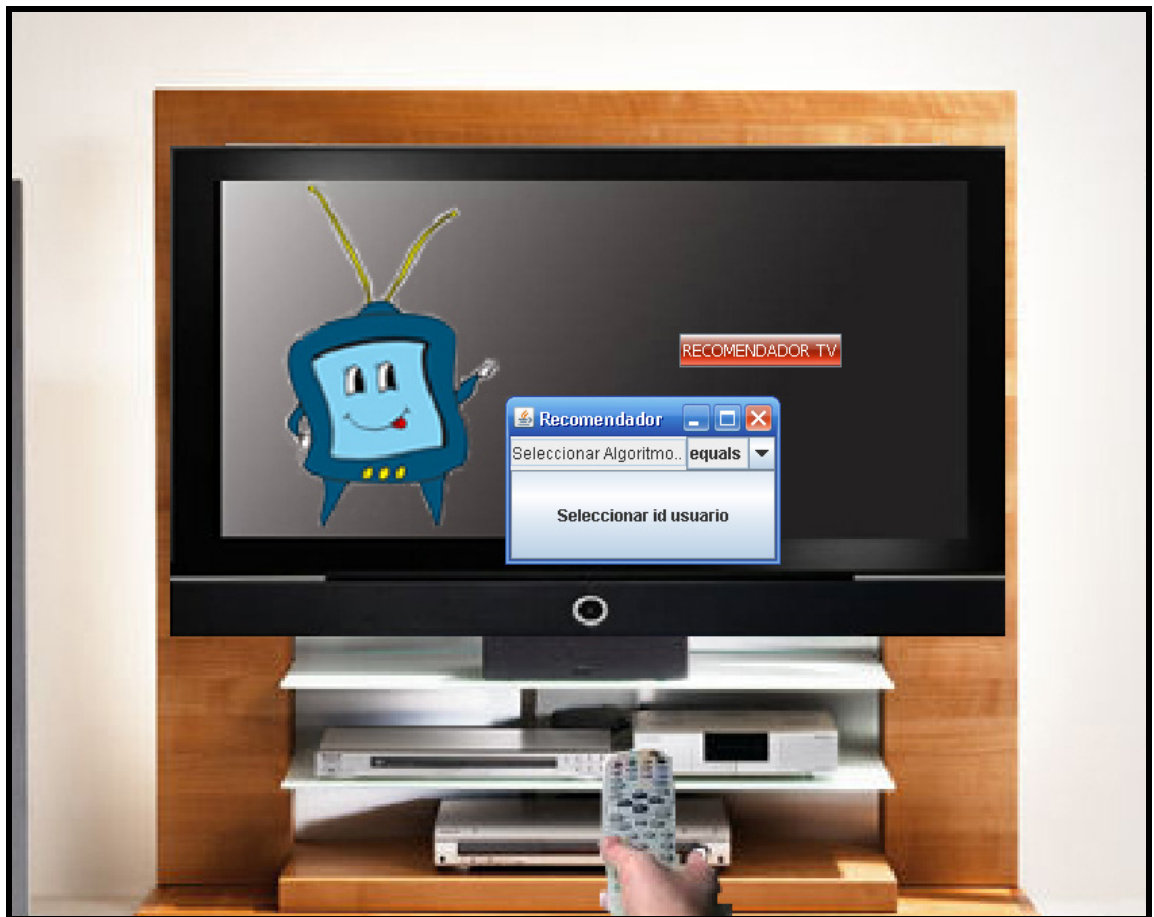 RECOMENDADOR TV
Recomendador
Seleccionar Algoritmo.. equals
Seleccionar id usuario